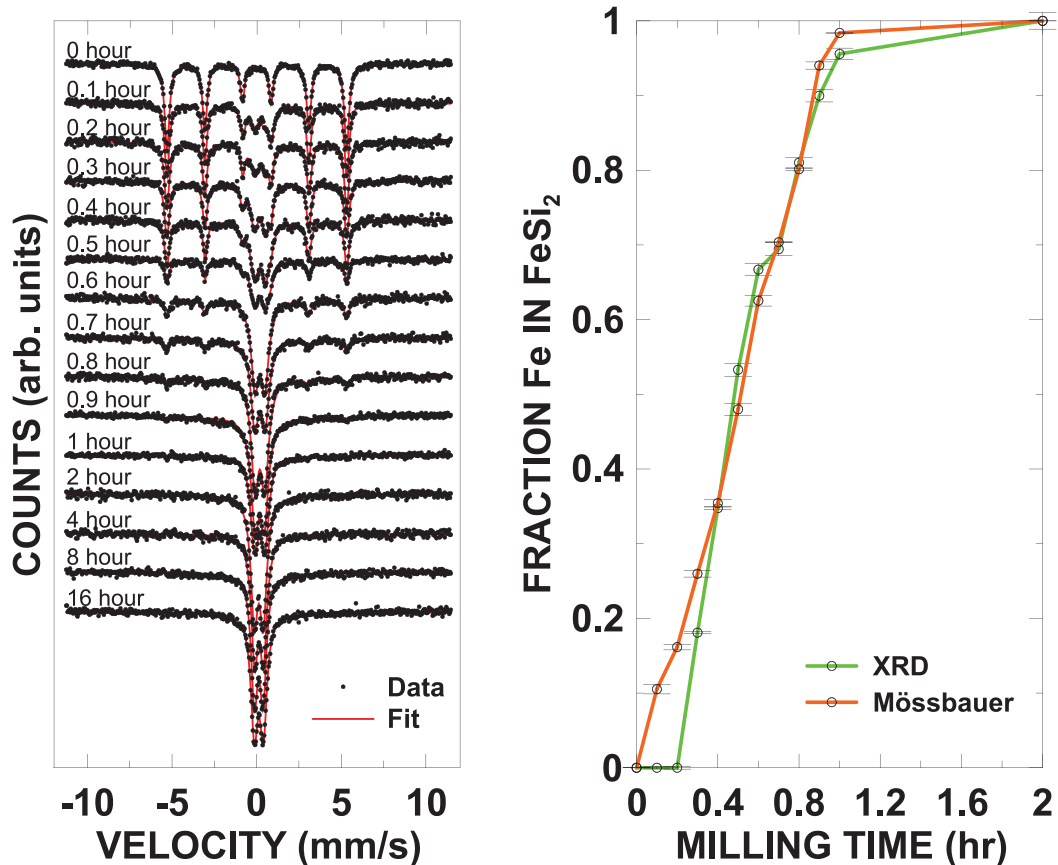 0 hour
0.1 hour
0.2 hour
0.3 hour
0.4 hour
0.5 hour
0.6 hour
0.7 hour
0.8 hour
0.9 hour
1 hour
2 hour
4 hour
8 hour
16 hour
Data
Fit
COUNTS (arb. units)
-10 -5 0 5 10
VELOCITY (mm/s)
FRACTION Fe IN FeSi₂
1
0.8
0.6
0.4
0.2
0
XRD
Mössbauer
0 0.4 0.8 1.2 1.6 2
MILLING TIME (hr)